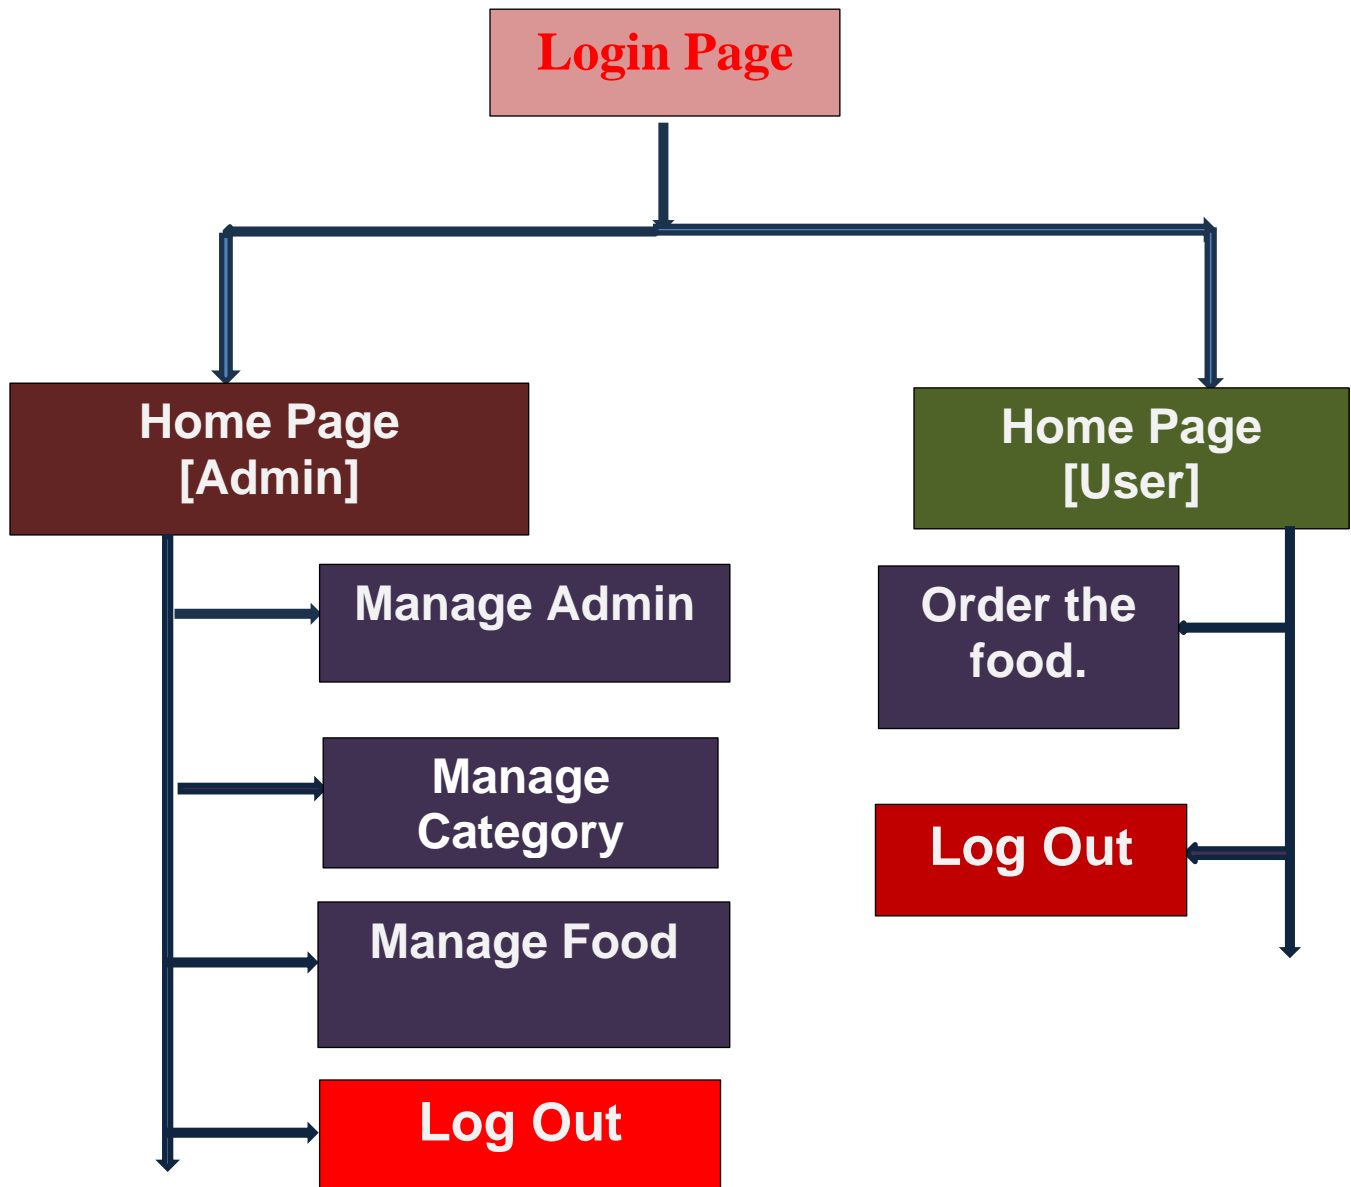 Login Page
Home Page
[Admin]
Home Page
[User]
Manage Admin
Order the
food.
Manage
Category
Log Out
Manage Food
Log Out